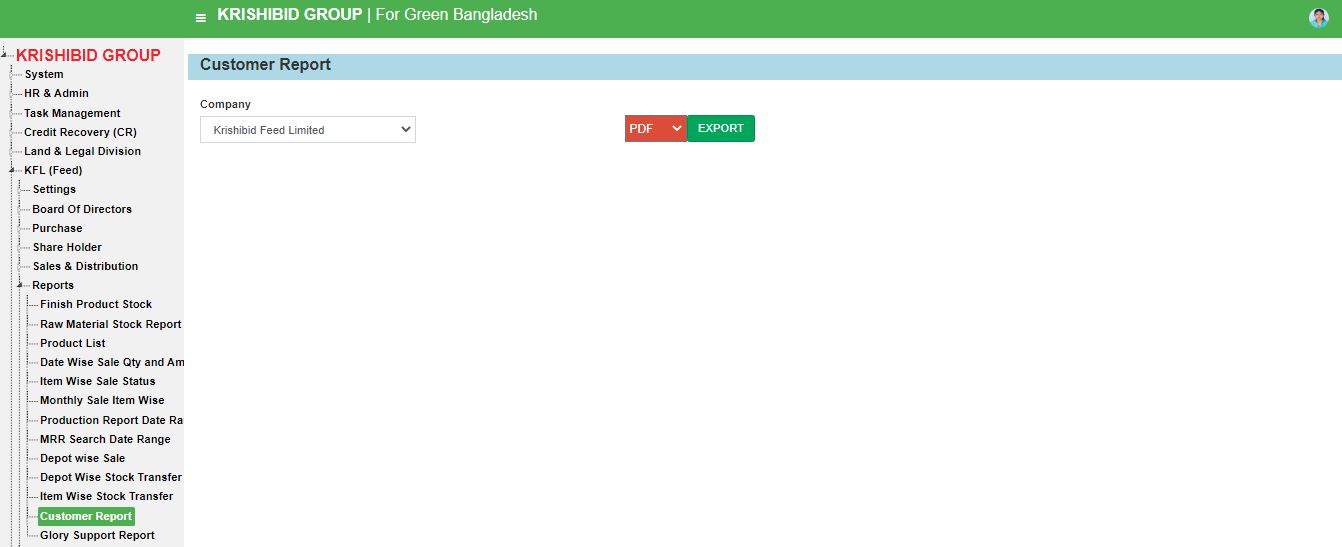 KRISHIBID GROUP | For Green Bangladesh
KRISHIBID GROUP
System
HR & Admin
Task Management
Credit Recovery (CR)
Land & Legal Division
KFL (Feed)
Settings
Board Of Directors
Purchase
Share Holder
Sales & Distribution
Reports
Finish Product Stock
Raw Material Stock Report
Product List
Date Wise Sale Qty and Am
Item Wise Sale Status
Monthly Sale Item Wise
Production Report Date Ra
MRR Search Date Range
Depot wise Sale
Depot Wise Stock Transfer
Item Wise Stock Transfer
Customer Report
Glory Support Report
Customer Report
Company
Krishibid Feed Limited
PDF EXPORT